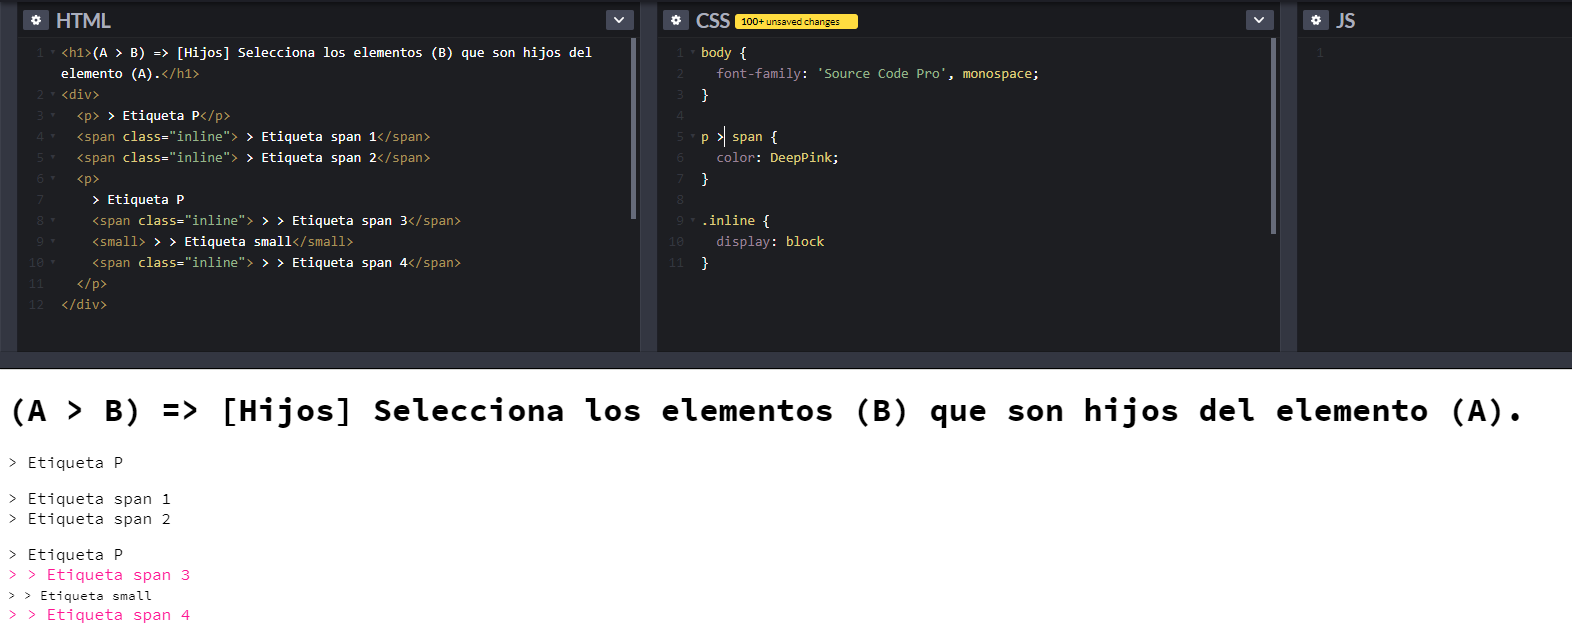 HTML
1 <h1>(A > B) => [Hijos] Selecciona los elementos (B) que son hijos del
elemento (A).</h1>
2 <div>
3 <p> > Etiqueta P</p>
4 <span class="inline"> > Etiqueta span 1</span>
5 <span class="inline"> > Etiqueta span 2</span>
6 <p>
7 > Etiqueta P
8 <span class="inline"> > > Etiqueta span 3</span>
9 <small> > > Etiqueta small</small>
10 <span class="inline"> > > Etiqueta span 4</span>
11 </p>
12 </div>
CSS 100+ unsaved changes
1 body {
2 font-family: 'Source Code Pro', monospace;
3 }
4
5 p > span {
6 color: DeepPink;
7 }
8
9 .inline {
10 display: block
11 }
JS
1
(A > B) => [Hijos] Selecciona los elementos (B) que son hijos del elemento (A).
> Etiqueta P
> Etiqueta span 1
> Etiqueta span 2
> Etiqueta P
> > Etiqueta span 3
> > Etiqueta small
> > Etiqueta span 4